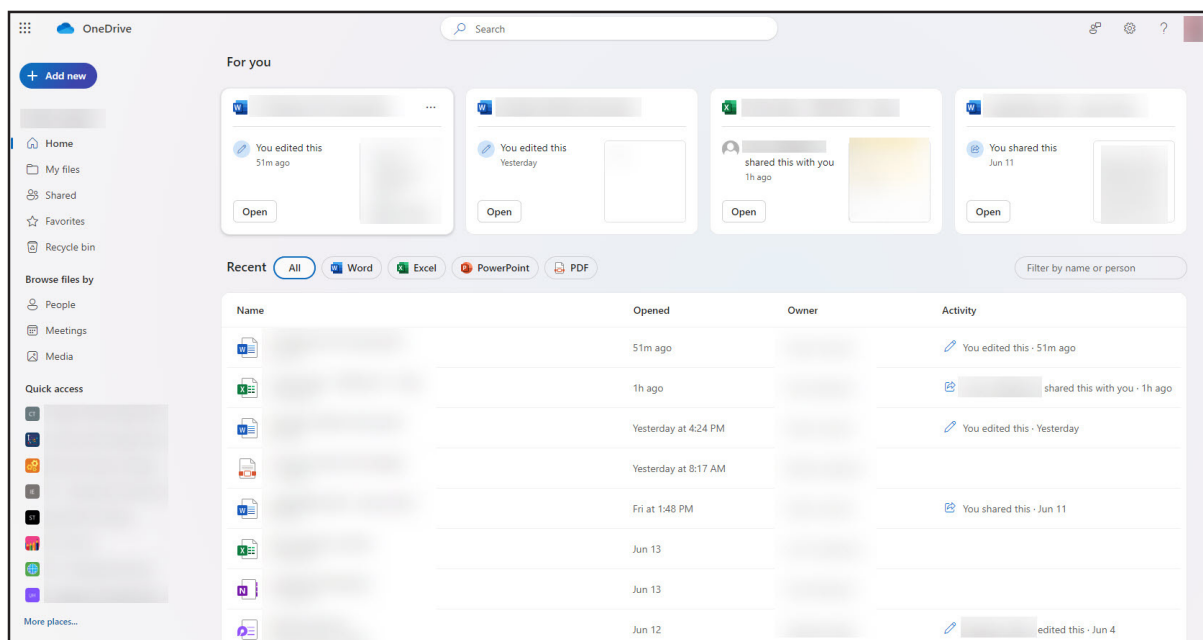 OneDrive
Search
Add new
Home
My files
Shared
Favorites
Recycle bin
Browse files by
People
Meetings
Media
Quick access
CT
ST
More places...
For you
You edited this
51m ago
Open
You edited this
Yesterday
Open
shared this with you
1h ago
Open
You shared this
Jun 11
Open
Recent All Word Excel PowerPoint PDF Filter by name or person
Name Opened Owner Activity
51m ago You edited this · 51m ago
1h ago shared this with you · 1h ago
Yesterday at 4:24 PM You edited this · Yesterday
Yesterday at 8:17 AM
Fri at 1:48 PM You shared this · Jun 11
Jun 13
Jun 13
Jun 12 edited this · Jun 4